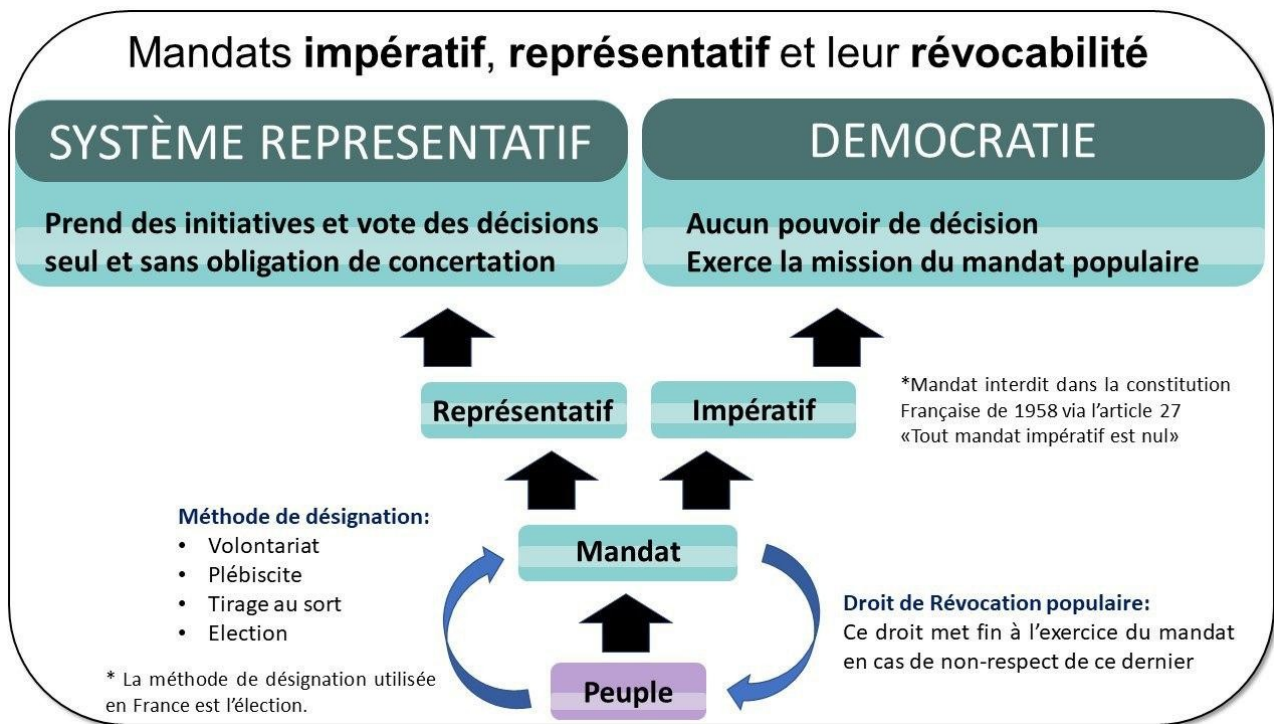 Mandats impératif, représentatif et leur révocabilité
SYSTÈME REPRESENTATIF
Prend des initiatives et vote des décisions
seul et sans obligation de concertation
DEMOCRATIE
Aucun pouvoir de décision
Exerce la mission du mandat populaire
Représentatif
Impératif
*Mandat interdit dans la constitution
Française de 1958 via l’article 27
«Tout mandat impératif est nul»
Méthode de désignation:
• Volontariat
• Plébiscite
• Tirage au sort
• Election
* La méthode de désignation utilisée
en France est l’élection.
Mandat
Peuple
Droit de Révocation populaire:
Ce droit met fin à l’exercice du mandat
en cas de non-respect de ce dernier